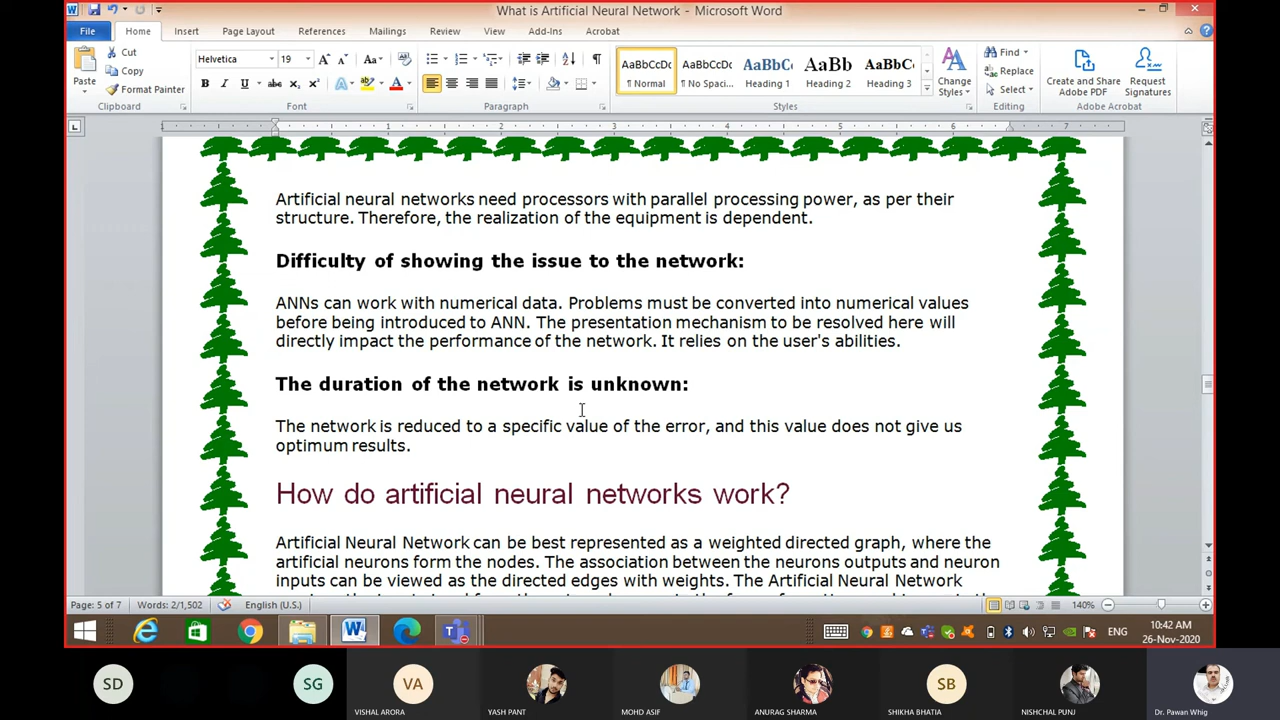 What is Artificial Neural Network - Microsoft Word
File Home Insert Page Layout References Mailings Review View Add-Ins Acrobat
Cut
Copy
Format Painter
Paste
Clipboard
Helvetica 19
Font
Paragraph
AaBbCcDc AaBbCcDc AaBbC AaBb AaBbC
¶ Normal ¶ No Spaci... Heading 1 Heading 2 Heading 3
Styles
Change
Styles
Find
Replace
Select
Editing
Create and Share
Adobe PDF
Request
Signatures
Adobe Acrobat
1 1 2 3 4 5 6 7
Artificial neural networks need processors with parallel processing power, as per their
structure. Therefore, the realization of the equipment is dependent.
Difficulty of showing the issue to the network:
ANNs can work with numerical data. Problems must be converted into numerical values
before being introduced to ANN. The presentation mechanism to be resolved here will
directly impact the performance of the network. It relies on the user's abilities.
The duration of the network is unknown:
The network is reduced to a specific value of the error, and this value does not give us
optimum results.
How do artificial neural networks work?
Artificial Neural Network can be best represented as a weighted directed graph, where the
artificial neurons form the nodes. The association between the neurons outputs and neuron
inputs can be viewed as the directed edges with weights. The Artificial Neural Network
Page: 5 of 7 Words: 2/1,502 English (U.S.) 140%
ENG
10:42 AM
26-Nov-2020
SD SG VA SB
VISHAL ARORA YASH PANT MOHD ASIF ANURAG SHARMA SHIKHA BHATIA NISHCHAL PUNJ Dr. Pawan Whig